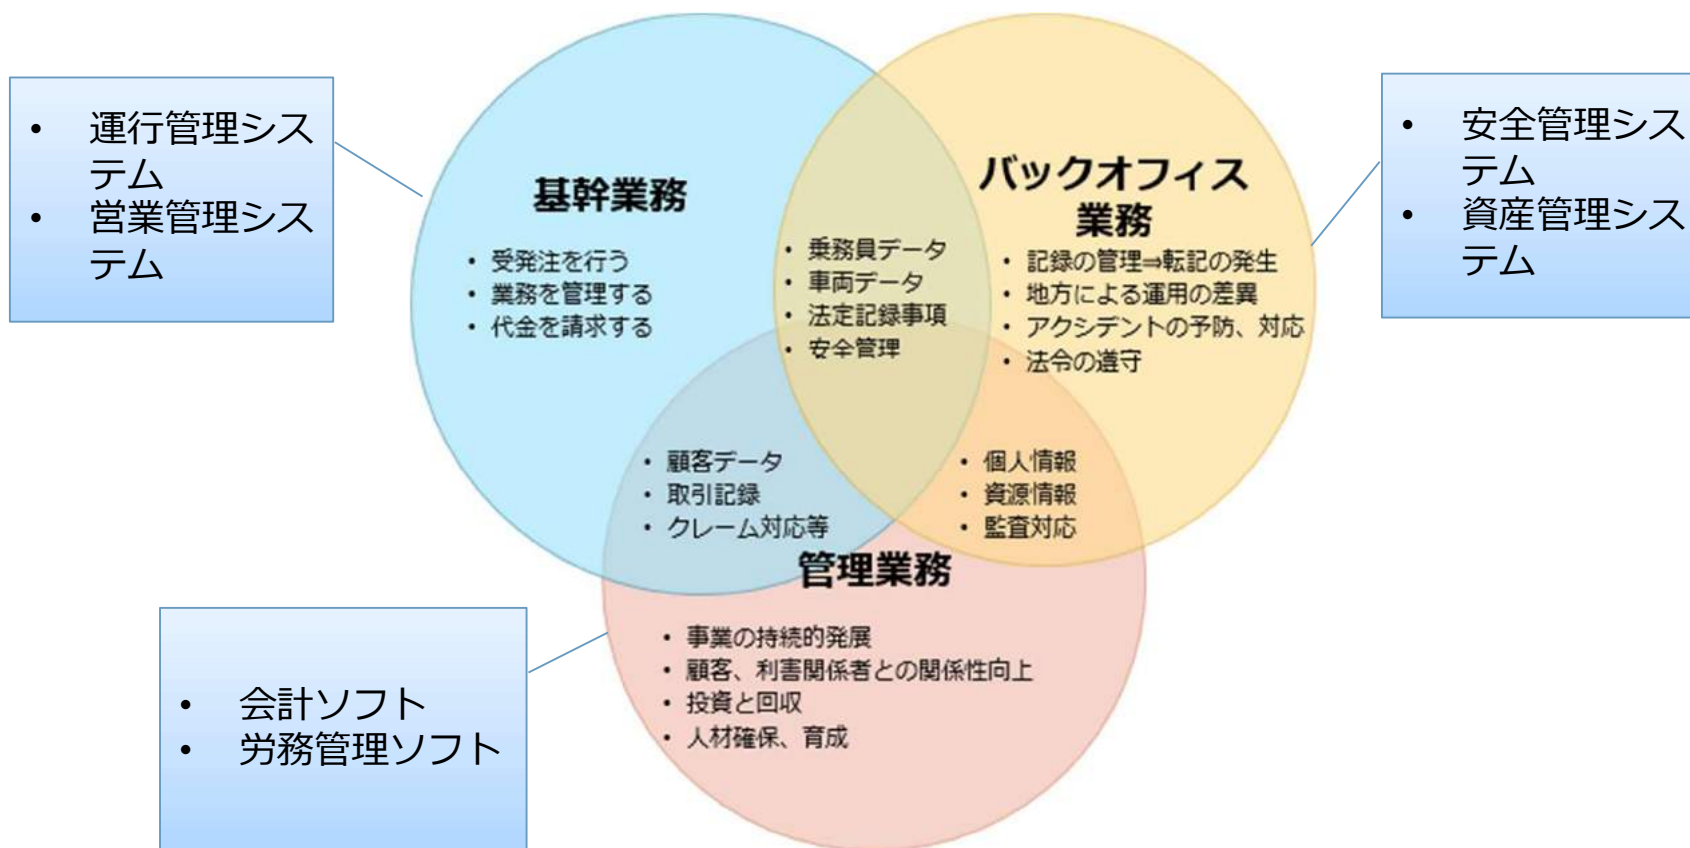 • 運行管理シス
テム
• 営業管理シス
テム
基幹業務
• 受発注を行う
• 業務を管理する
• 代金を請求する
• 乗務員データ
• 車両データ
• 法定記録事項
• 安全管理
バックオフィス
業務
• 記録の管理⇒転記の発生
• 地方による運用の差異
• アクシデントの予防、対応
• 法令の遵守
• 安全管理シス
テム
• 資産管理シス
テム
• 顧客データ
• 取引記録
• クレーム対応等
• 個人情報
• 資源情報
• 監査対応
管理業務
• 事業の持続的発展
• 顧客、利害関係者との関係性向上
• 投資と回収
• 人材確保、育成
• 会計ソフト
• 労務管理ソフト